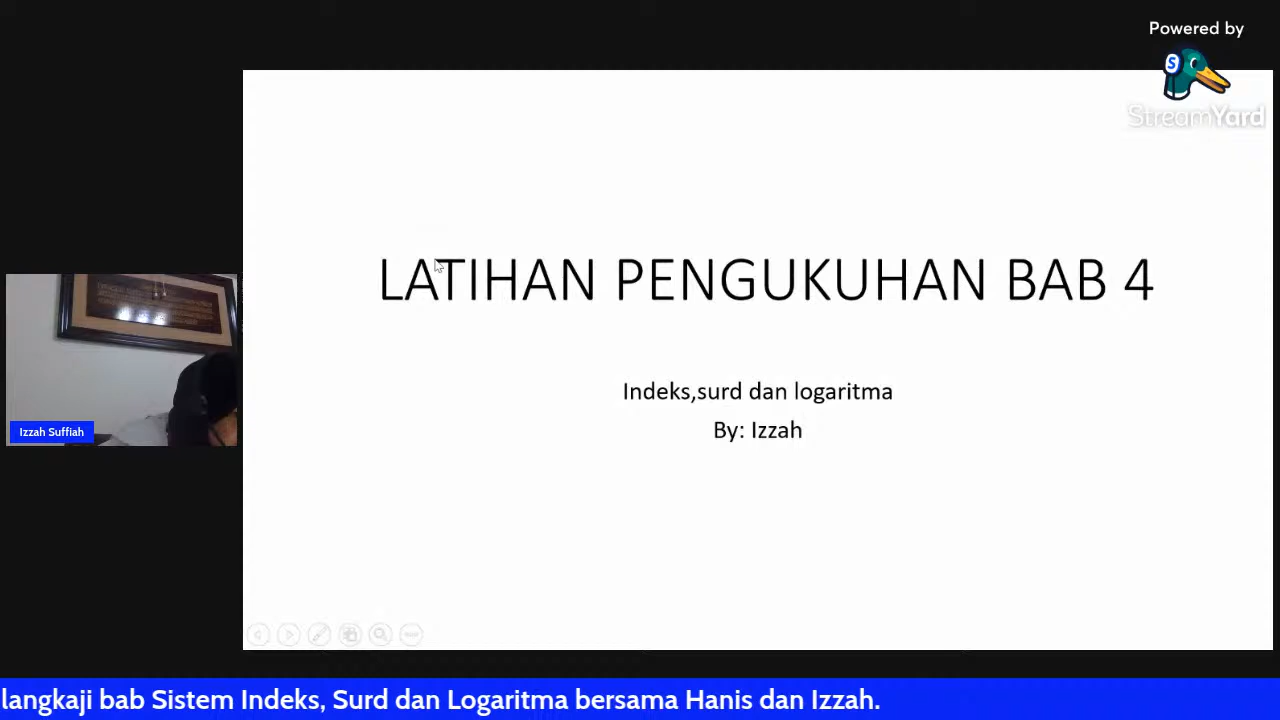 Powered by
StreamYard
LATIHAN PENGUKUHAN BAB 4
Indeks,surd dan logaritma
By: Izzah
Izzah Suffiah
langkaji bab Sistem Indeks, Surd dan Logaritma bersama Hanis dan Izzah.